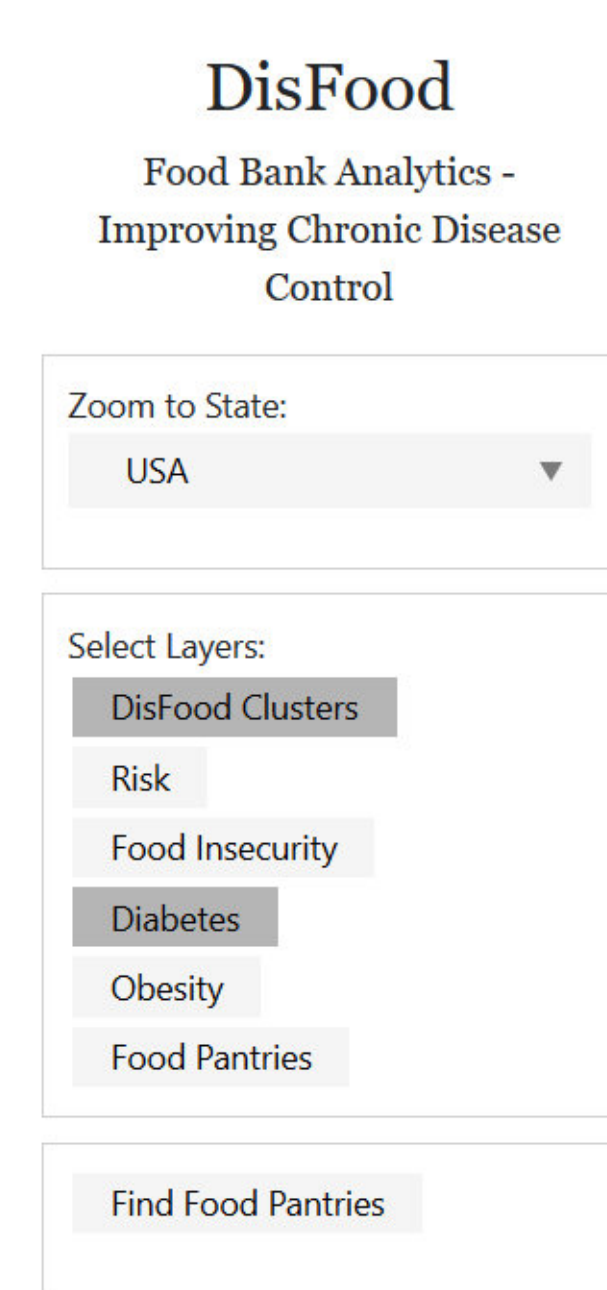 DisFood
Food Bank Analytics -
Improving Chronic Disease
Control
Zoom to State:
USA
Select Layers:
DisFood Clusters
Risk
Food Insecurity
Diabetes
Obesity
Food Pantries
Find Food Pantries